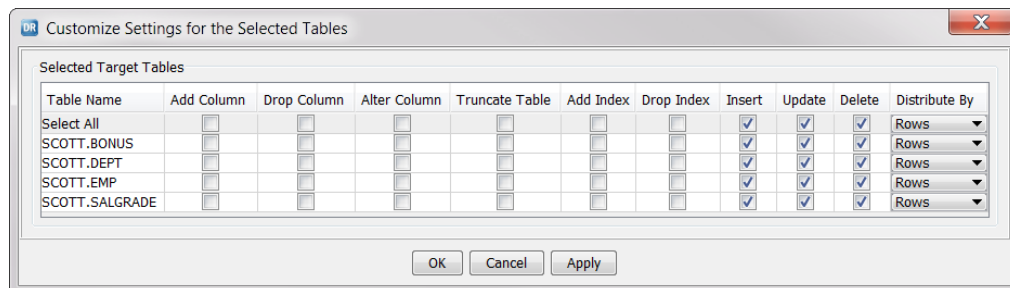 DR Customize Settings for the Selected Tables X
Selected Target Tables
Table Name Add Column Drop Column Alter Column Truncate Table Add Index Drop Index Insert Update Delete Distribute By
Select All Rows
SCOTT.BONUS Rows
SCOTT.DEPT Rows
SCOTT.EMP Rows
SCOTT.SALGRADE Rows
OK Cancel Apply